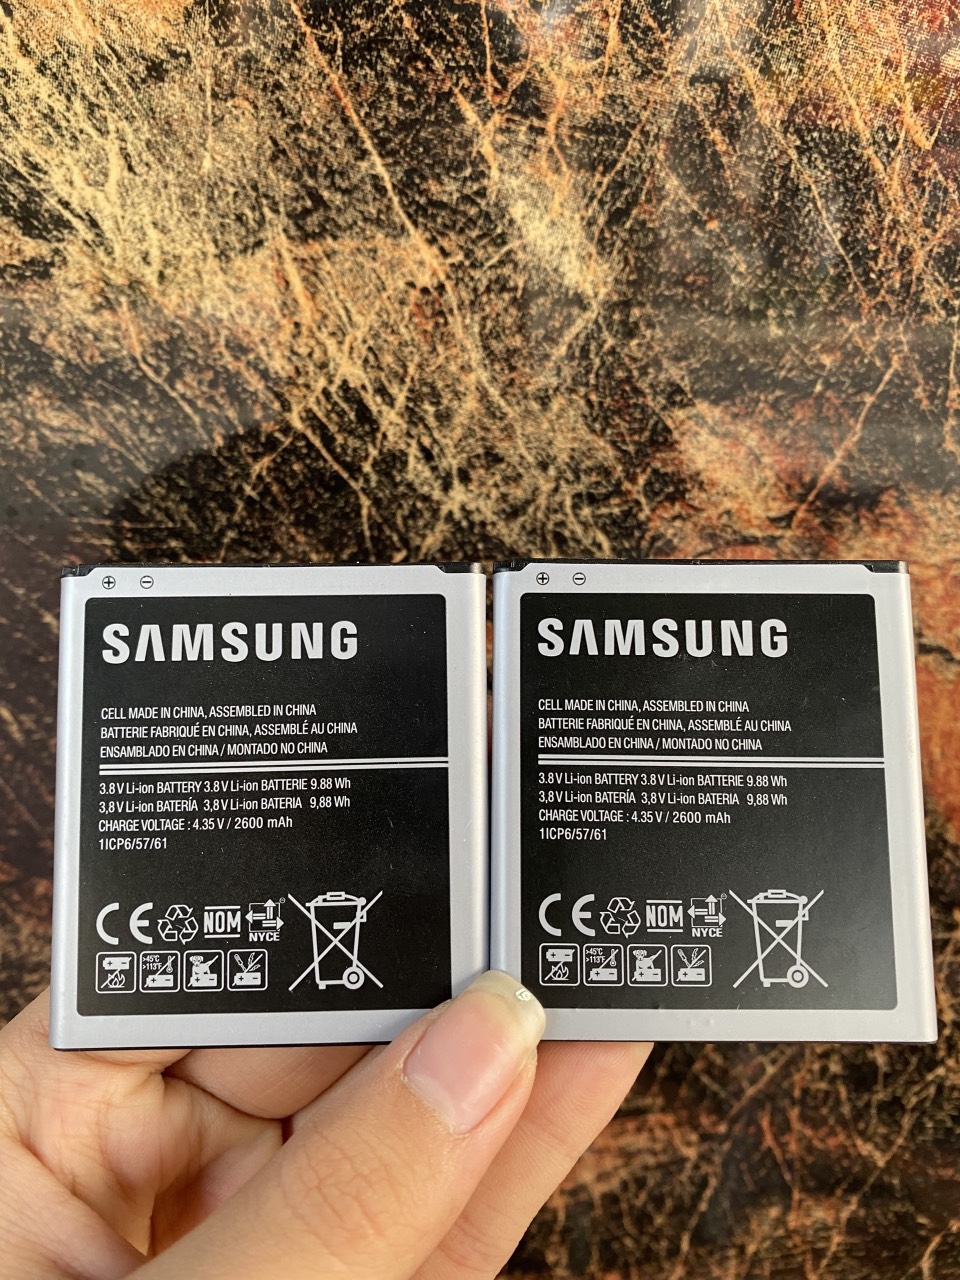 SAMSUNG
CELL MADE IN CHINA, ASSEMBLED IN CHINA
BATTERIE FABRIQUÉ EN CHINA, ASSEMBLÉ AU CHINA
ENSAMBLADO EN CHINA / MONTADO NO CHINA
3.8 V Li-ion BATTERY 3.8 V Li-ion BATTERIE 9.88 Wh
3,8 V Li-ion BATERÍA 3,8 V Li-ion BATERIA 9,88 Wh
CHARGE VOLTAGE : 4.35 V / 2600 mAh
1ICP6/57/61
CE NOM NYCE
>45°C
>113°F
SAMSUNG
CELL MADE IN CHINA, ASSEMBLED IN CHINA
BATTERIE FABRIQUÉ EN CHINA, ASSEMBLÉ AU CHINA
ENSAMBLADO EN CHINA / MONTADO NO CHINA
3.8 V Li-ion BATTERY 3.8 V Li-ion BATTERIE 9.88 Wh
3,8 V Li-ion BATERÍA 3,8 V Li-ion BATERIA 9,88 Wh
CHARGE VOLTAGE : 4.35 V / 2600 mAh
1ICP6/57/61
CE NOM NYCE
>45°C
>113°F